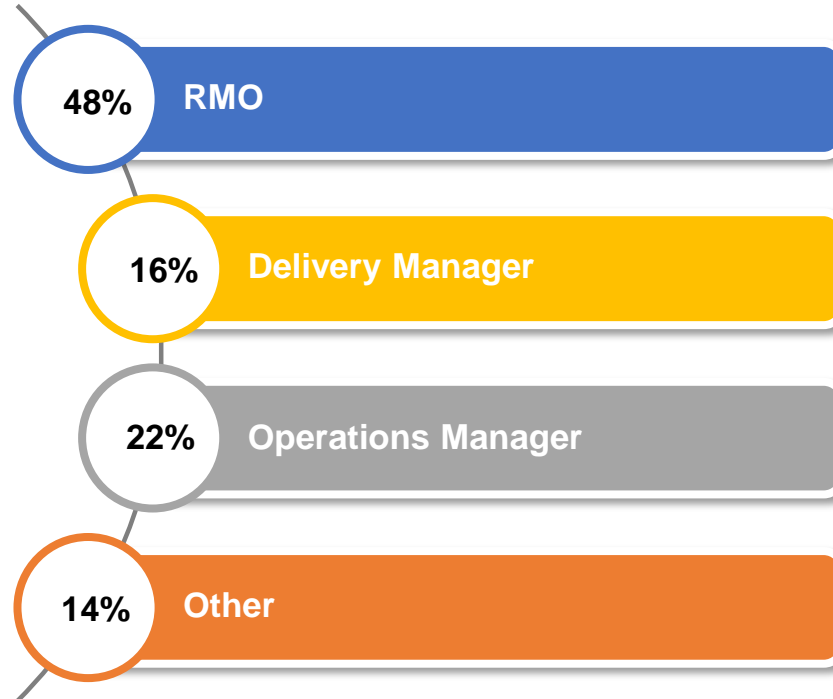 48% RMO
16% Delivery Manager
22% Operations Manager
14% Other